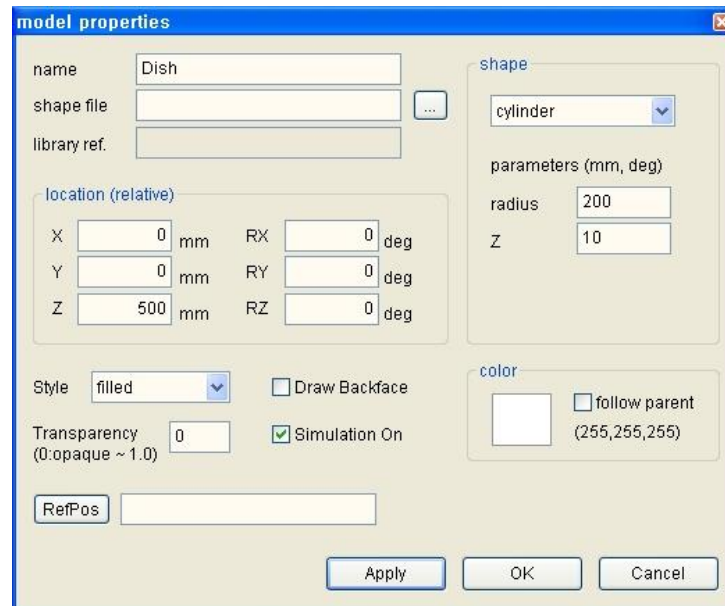 model properties
name Dish
shape file ...
library ref.
location (relative)
X 0 mm RX 0 deg
Y 0 mm RY 0 deg
Z 500 mm RZ 0 deg
shape
cylinder
parameters (mm, deg)
radius 200
Z 10
Style filled Draw Backface
Transparency
(0:opaque ~ 1.0) 0 Simulation On
color
follow parent
(255,255,255)
RefPos
Apply OK Cancel